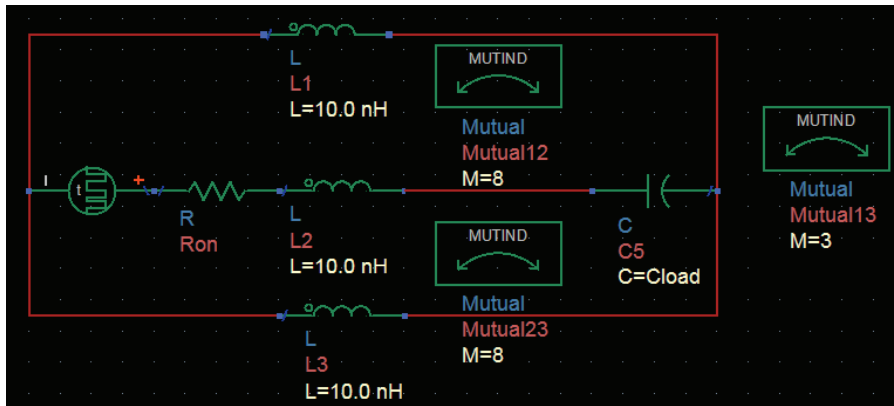 L
L1
L=10.0 nH
MUTIND
Mutual
Mutual12
M=8
MUTIND
Mutual
Mutual13
M=3
t
+
R
Ron
L
L2
L=10.0 nH
C
C5
C=Cload
MUTIND
Mutual
Mutual23
M=8
L
L3
L=10.0 nH